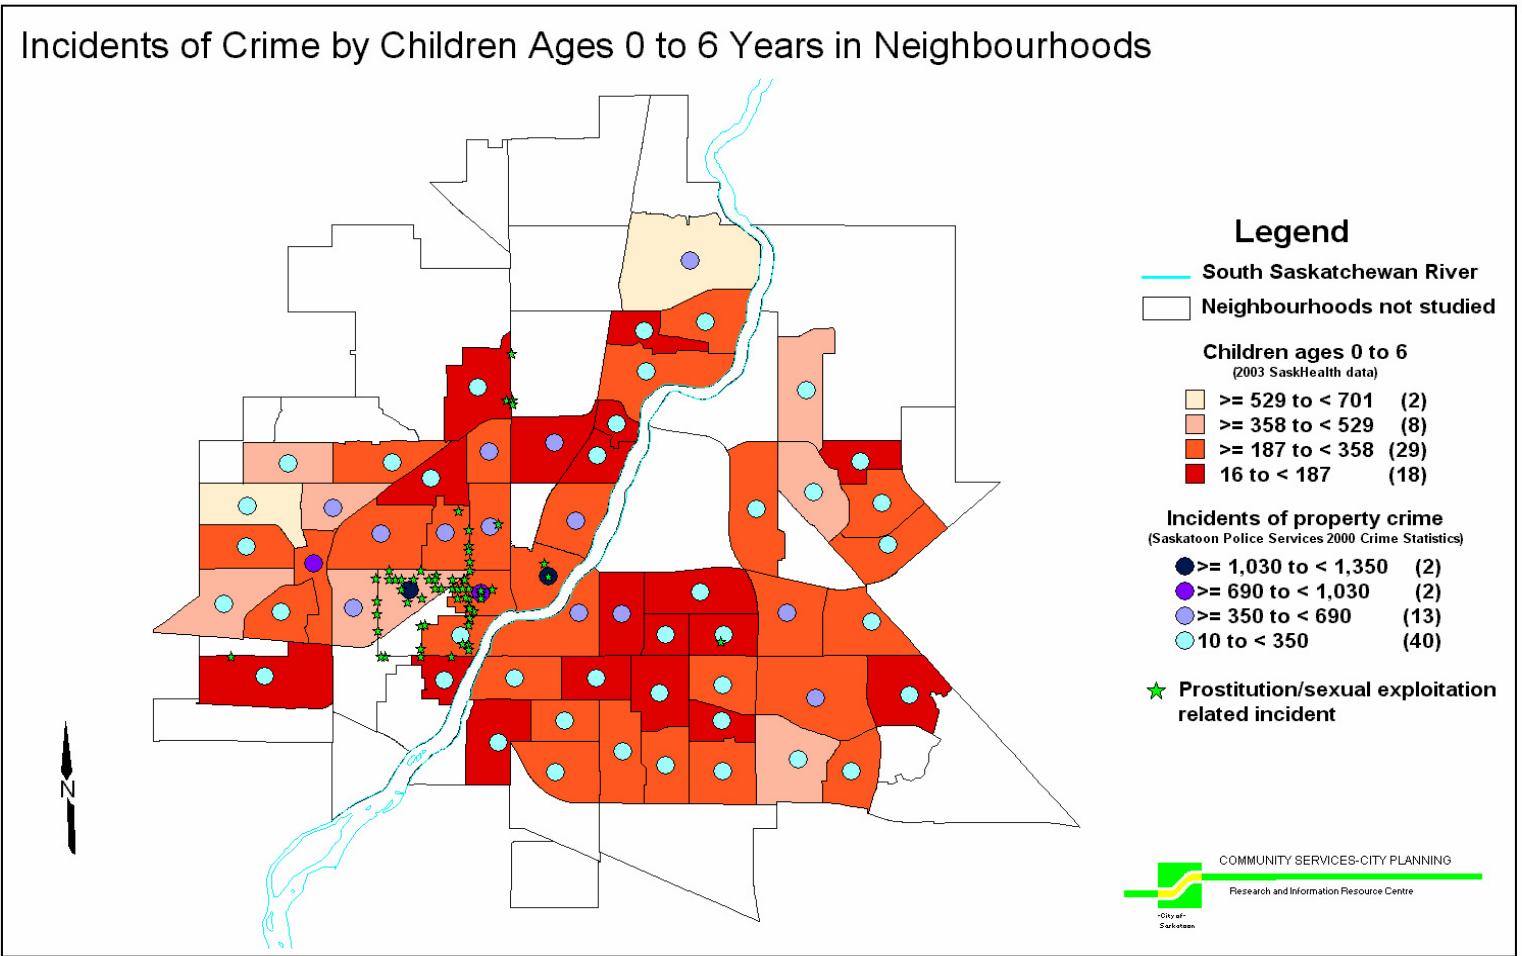 Incidents of Crime by Children Ages 0 to 6 Years in Neighbourhoods
Legend
South Saskatchewan River
Neighbourhoods not studied
Children ages 0 to 6
(2003 SaskHealth data)
>= 529 to < 701 (2)
>= 358 to < 529 (8)
>= 187 to < 358 (29)
16 to < 187 (18)
Incidents of property crime
(Saskatoon Police Services 2000 Crime Statistics)
>= 1,030 to < 1,350 (2)
>= 690 to < 1,030 (2)
>= 350 to < 690 (13)
10 to < 350 (40)
Prostitution/sexual exploitation
related incident
N
COMMUNITY SERVICES-CITY PLANNING
Research and Information Resource Centre
-City of-
Saskatoon